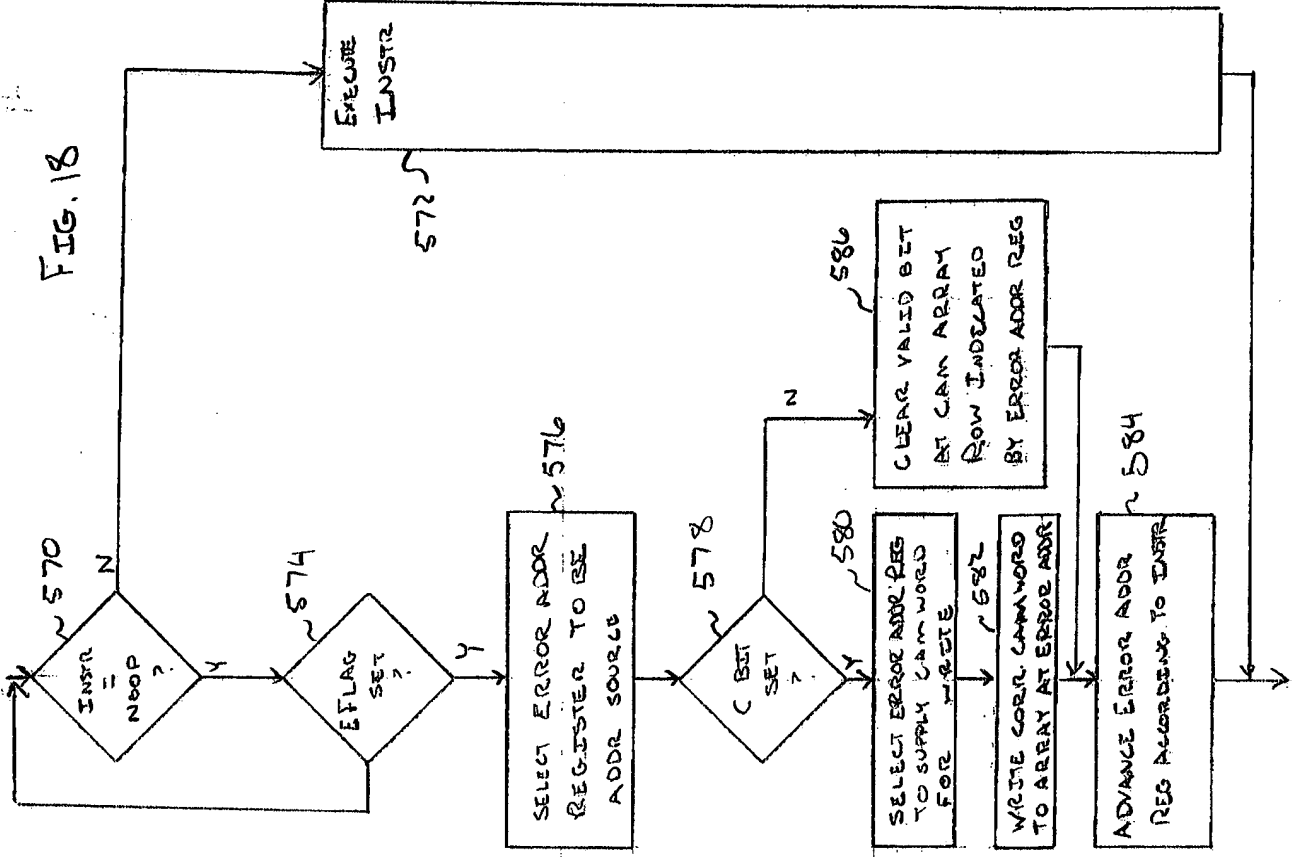 FIG. 18
570
INSTR
=
NOOP
?
N
Y
EXECUTE
INSTR
572
574
EFLAG
SET
?
Y
576
SELECT ERROR ADDR
REGISTER TO BE
ADDR SOURCE
578
C BIT
SET
?
N
Y
580
SELECT ERROR ADDR REG
TO SUPPLY CAM WORD
FOR WRITE
582
WRITE CORR. CAM WORD
TO ARRAY AT ERROR ADDR
586
CLEAR VALID BIT
AT CAM ARRAY
ROW INDICATED
BY ERROR ADDR REG
584
ADVANCE ERROR ADDR
REG ACCORDING TO INSTR